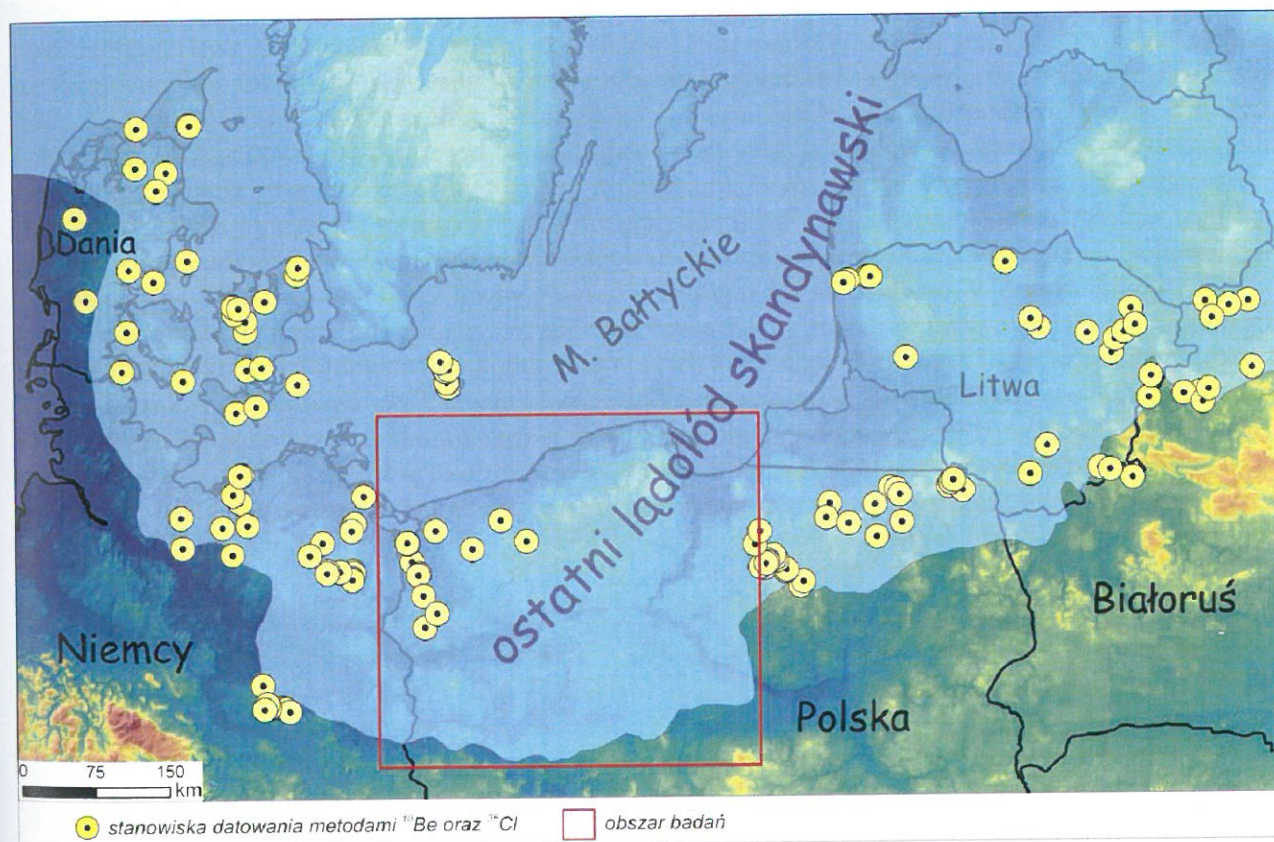 Dania
M. Bałtyckie
ostatni lądolód skandynawski
Litwa
Niemcy
Białoruś
Polska
0 75 150
km
stanowiska datowania metodami ¹⁰Be oraz ³⁶Cl
obszar badań